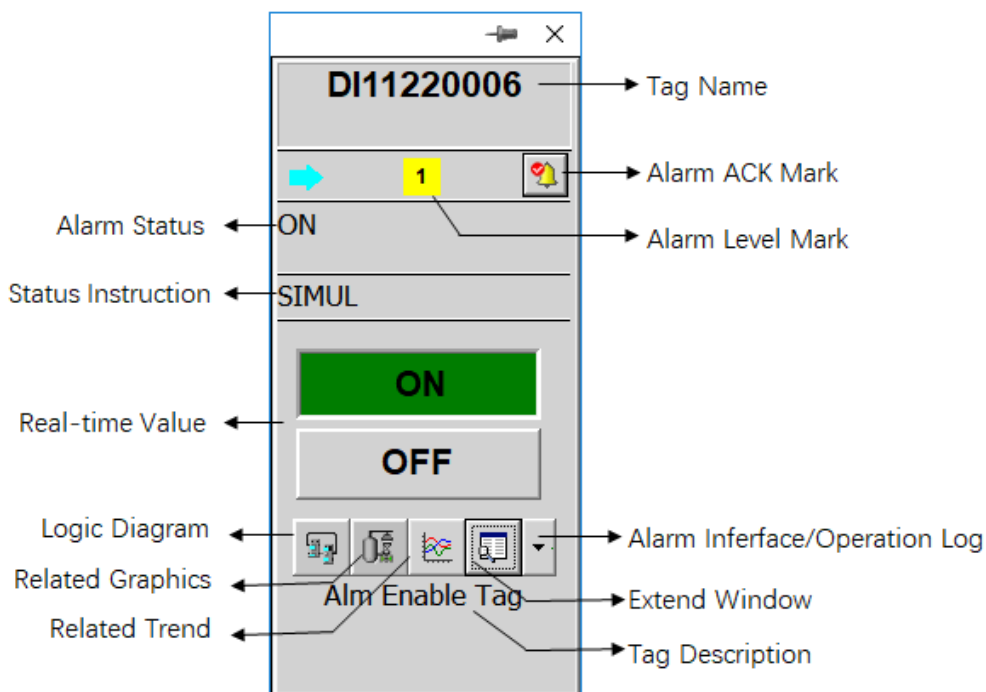 DI11220006
Tag Name
1
Alarm ACK Mark
Alarm Status
ON
Alarm Level Mark
Status Instruction
SIMUL
ON
Real-time Value
OFF
Logic Diagram
Alarm Inferface/Operation Log
Related Graphics
Alm Enable Tag
Extend Window
Related Trend
Tag Description